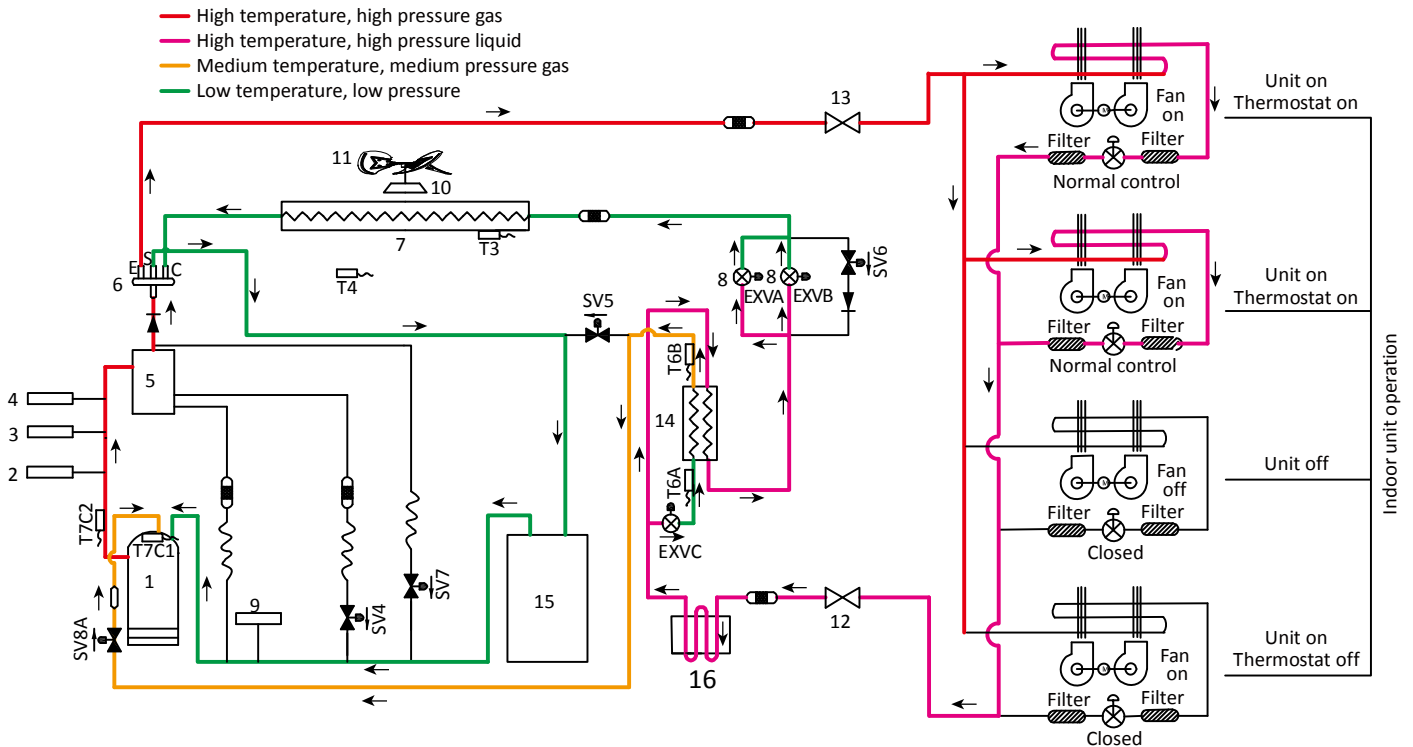 High temperature, high pressure gas
High temperature, high pressure liquid
Medium temperature, medium pressure gas
Low temperature, low pressure
13
Fan
on
Unit on
Thermostat on
Filter
Filter
Normal control
11
10
7
T3
T4
E
S
C
6
8
8
EXVA
EXVB
SV6
SV5
M
Fan
on
Unit on
Thermostat on
Filter
Filter
Normal control
5
4
3
2
T6B
14
T6A
EXVC
M
Fan
off
Unit off
Filter
Filter
Closed
Indoor unit operation
T7C2
T7C1
1
9
SV8A
SV4
SV7
15
12
16
M
Fan
on
Unit on
Thermostat off
Filter
Filter
Closed
M